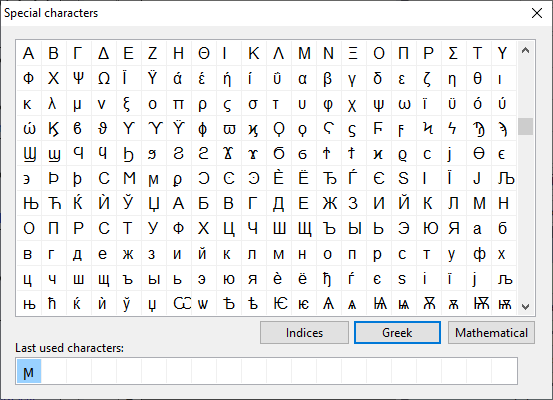 Special characters
Α Β Γ Δ Ε Ζ Η Θ Ι Κ Λ Μ Ν Ξ Ο Π Ρ Σ Τ Υ
Φ Χ Ψ Ω Ϊ Ϋ ά έ ή ί ΰ α β γ δ ε ζ η θ ι
κ λ μ ν ξ ο π ρ ς σ τ υ φ χ ψ ω ϊ ϋ ό ύ
ώ Ϗ ϐ ϑ ϒ ϓ ϔ ϕ ϖ ϗ Ϙ ϙ Ϛ ϛ Ϝ ϝ Ϟ ϟ Ϡ ϡ
Ϣ ϣ Ϥ ϥ Ϧ ϧ Ϩ ϩ Ϫ ϫ Ϭ ϭ Ϯ ϯ ϰ ϱ ϲ ϳ ϴ ϵ
϶ Ϸ ϸ Ϲ Ϻ ϻ ϼ Ͻ Ͼ Ͽ Ѐ Ё Ђ Ѓ Є Ѕ І Ї Ј Љ
Њ Ћ Ќ Ѝ Ў Џ А Б В Г Д Е Ж З И Й К Л М Н
О П Р С Т У Ф Х Ц Ч Ш Щ Ъ Ы Ь Э Ю Я а б
в г д е ж з и й к л м н о п р с т у ф х
ц ч ш щ ъ ы ь э ю я ѐ ё ђ ѓ є ѕ і ї ј љ
њ ћ ќ ѝ ў џ Ѡ ѡ Ѣ ѣ Ѥ ѥ Ѧ ѧ Ѩ ѩ Ѫ ѫ Ѭ ѭ
Indices Greek Mathematical
Last used characters:
ϻ